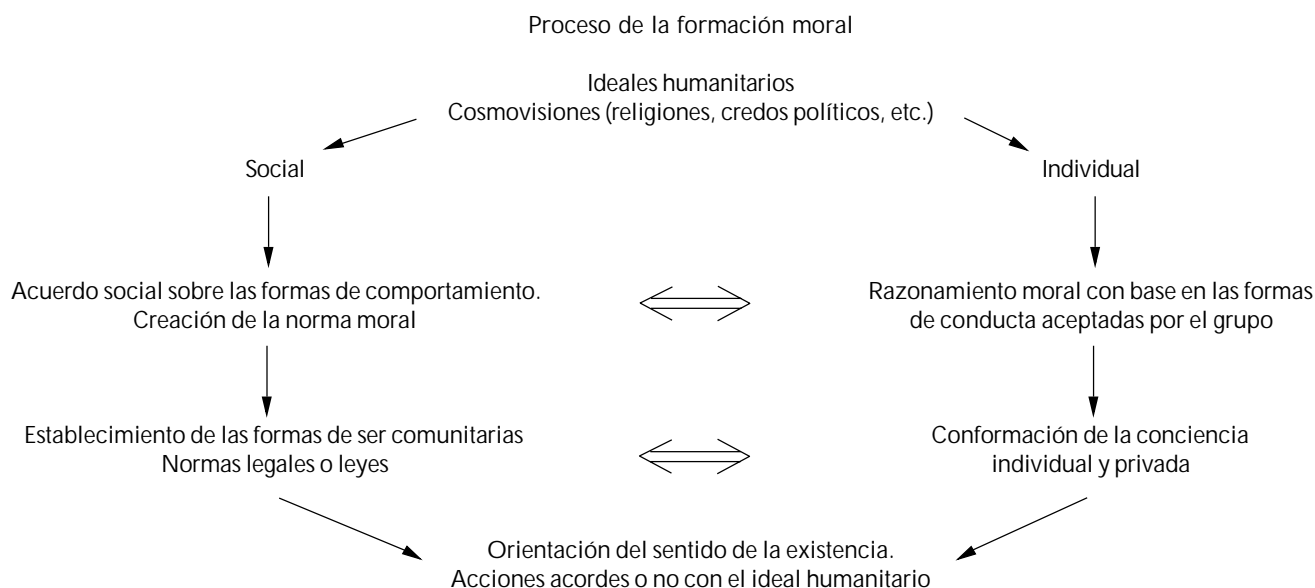 Proceso de la formación moral
Ideales humanitarios
Cosmovisiones (religiones, credos políticos, etc.)
Social
Individual
Acuerdo social sobre las formas de comportamiento.
Creación de la norma moral
Razonamiento moral con base en las formas
de conducta aceptadas por el grupo
Establecimiento de las formas de ser comunitarias
Normas legales o leyes
Conformación de la conciencia
individual y privada
Orientación del sentido de la existencia.
Acciones acordes o no con el ideal humanitario